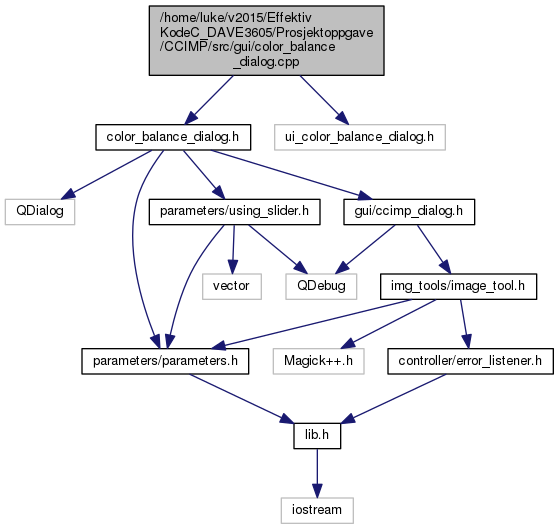 /home/luke/v2015/Effektiv
KodeC_DAVE3605/Prosjektoppgave
/CCIMP/src/gui/color_balance
_dialog.cpp
color_balance_dialog.h
ui_color_balance_dialog.h
QDialog
parameters/using_slider.h
gui/ccimp_dialog.h
vector
QDebug
img_tools/image_tool.h
parameters/parameters.h
Magick++.h
controller/error_listener.h
lib.h
iostream